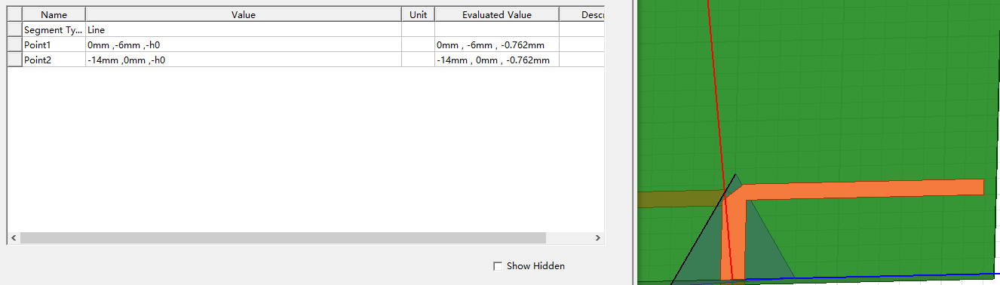 Name Value Unit Evaluated Value Descr
Segment Ty... Line
Point1 0mm ,-6mm ,-h0 0mm , -6mm , -0.762mm
Point2 -14mm ,0mm ,-h0 -14mm , 0mm , -0.762mm
Show Hidden